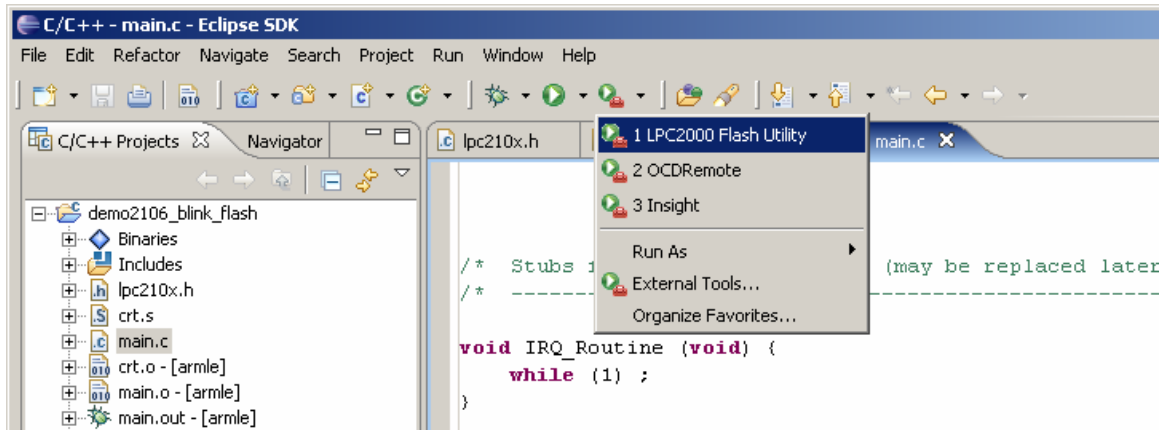 C/C++ - main.c - Eclipse SDK
File Edit Refactor Navigate Search Project Run Window Help
C/C++ Projects Navigator
lpc210x.h
main.c
1 LPC2000 Flash Utility
2 OCDRemote
3 Insight
Run As
External Tools...
Organize Favorites...
demo2106_blink_flash
Binaries
Includes
lpc210x.h
crt.s
main.c
crt.o - [armle]
main.o - [armle]
main.out - [armle]
/* Stubs (may be replaced later
/* ------
void IRQ_Routine (void) {
while (1) ;
}